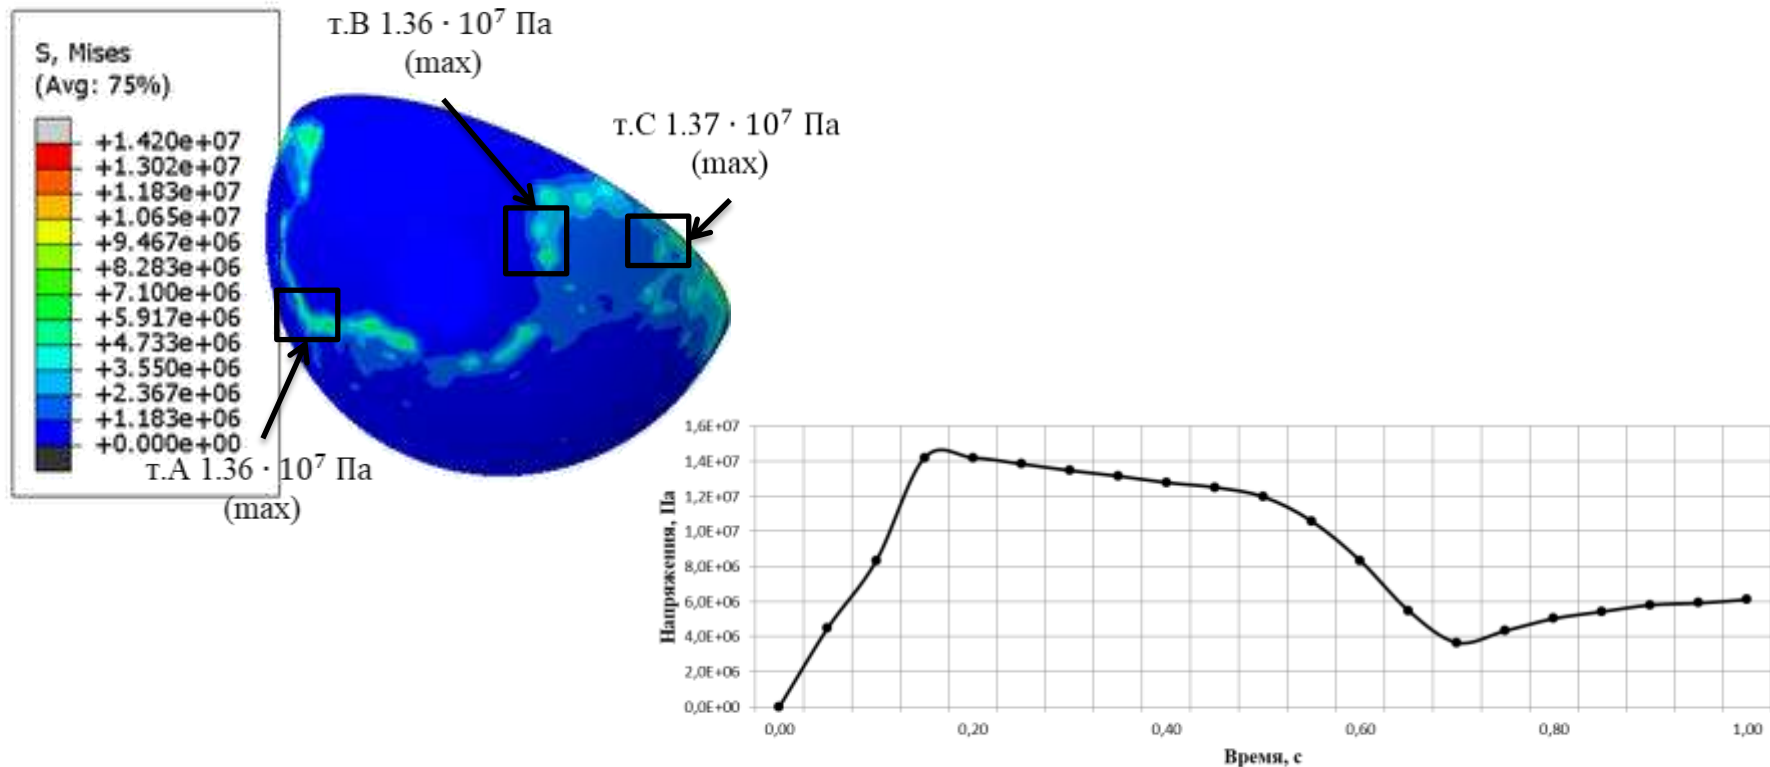 т.В 1.36 · 10⁷ Па
(max)
т.С 1.37 · 10⁷ Па
(max)
S, Mises
(Avg: 75%)
+1.420e+07
+1.302e+07
+1.183e+07
+1.065e+07
+9.467e+06
+8.283e+06
+7.100e+06
+5.917e+06
+4.733e+06
+3.550e+06
+2.367e+06
+1.183e+06
+0.000e+00
т.А 1.36 · 10⁷ Па
(max)
Напряжения, Па
1,6E+07
1,4E+07
1,2E+07
1,0E+07
8,0E+06
6,0E+06
4,0E+06
2,0E+06
0,0E+00
0,00 0,20 0,40 0,60 0,80 1,00
Время, с